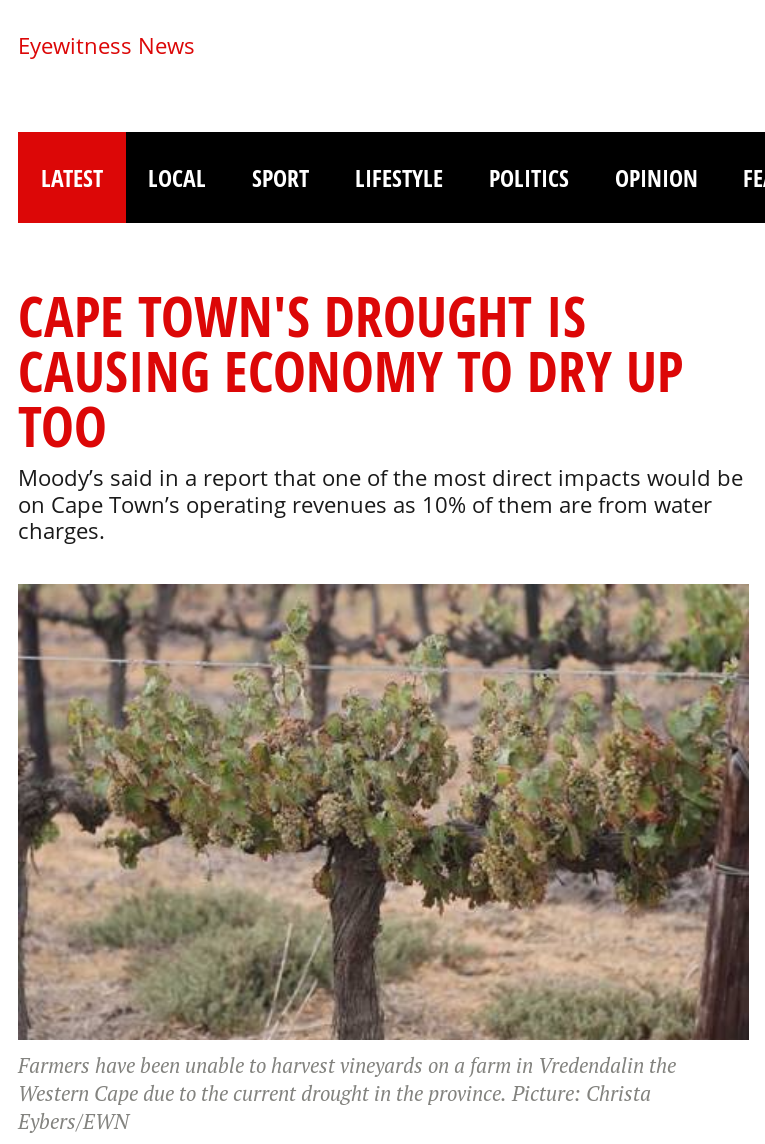 Eyewitness News
LATEST LOCAL SPORT LIFESTYLE POLITICS OPINION
CAPE TOWN'S DROUGHT IS
CAUSING ECONOMY TO DRY UP
TOO
Moody’s said in a report that one of the most direct impacts would be
on Cape Town’s operating revenues as 10% of them are from water
charges.
Farmers have been unable to harvest vineyards on a farm in Vredendalin the
Western Cape due to the current drought in the province. Picture: Christa
Eybers/EWN